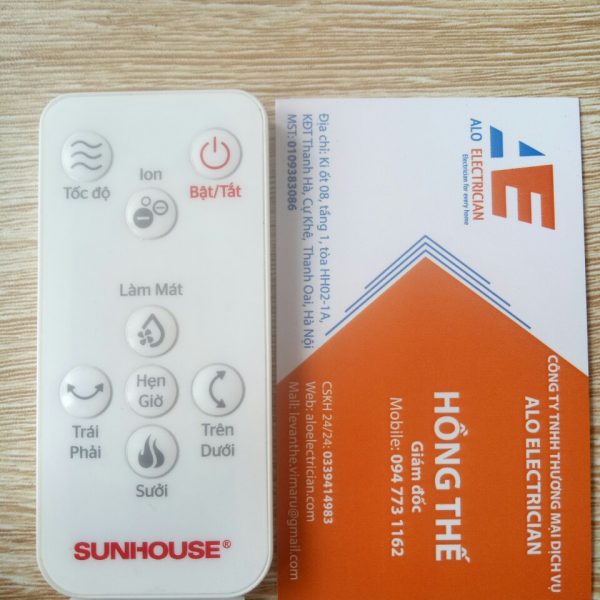 Tốc độ
Ion
Bật/Tắt
Làm Mát
Hẹn
Giờ
Trái
Phải
Trên
Dưới
Sưởi
SUNHOUSE®
AE
ALO ELECTRICIAN
Electrician for every home
CÔNG TY TNHH THƯƠNG MẠI DỊCH VỤ
ALO ELECTRICIAN
HỒNG THẾ
Giám đốc
Mobile: 094 773 1162
Địa chỉ: Ki ốt 08, tầng 1, tòa HH02-1A,
KĐT Thanh Hà, Cự Khê, Thanh Oai, Hà Nội
MST: 0109383086
CSKH 24/24: 0339414983
Web: aloelectrician.com
Mail: levanthe.vimaru@gmail.com